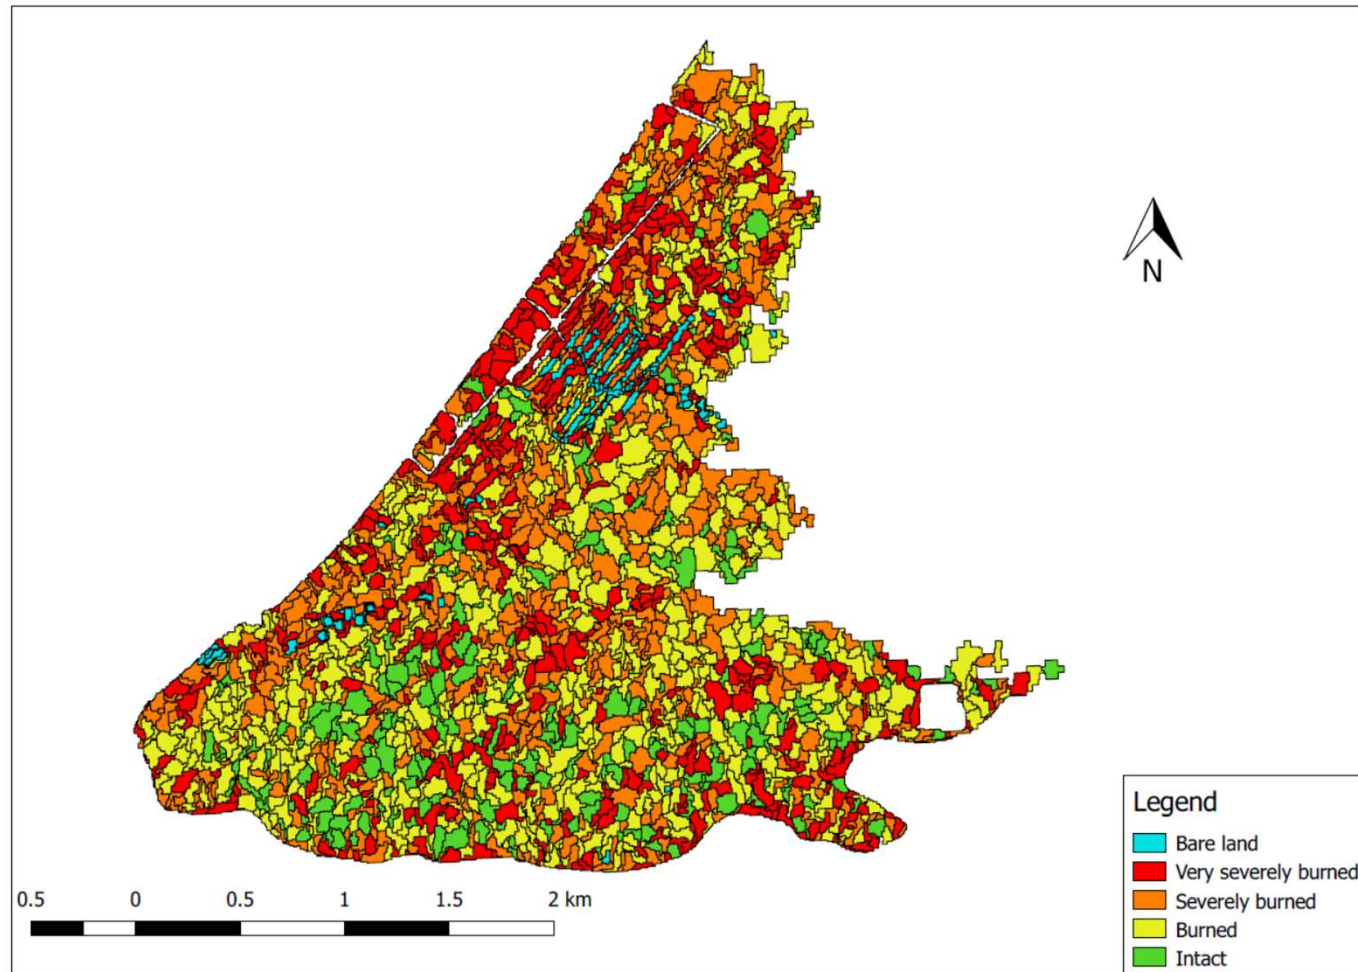 N
Legend
Bare land
Very severely burned
Severely burned
Burned
Intact
0.5 0 0.5 1 1.5 2 km